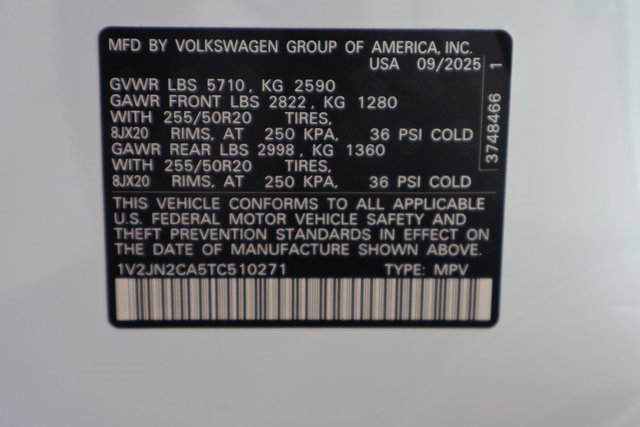 MFD BY VOLKSWAGEN GROUP OF AMERICA, INC.
USA 09/2025
GVWR LBS 5710, KG 2590
GAWR FRONT LBS 2822, KG 1280
WITH 255/50R20 TIRES,
8JX20 RIMS, AT 250 KPA, 36 PSI COLD
GAWR REAR LBS 2998, KG 1360
WITH 255/50R20 TIRES,
8JX20 RIMS, AT 250 KPA, 36 PSI COLD
THIS VEHICLE CONFORMS TO ALL APPLICABLE
U.S. FEDERAL MOTOR VEHICLE SAFETY AND
THEFT PREVENTION STANDARDS IN EFFECT ON
THE DATE OF MANUFACTURE SHOWN ABOVE.
1V2JN2CA5TC510271 TYPE: MPV
3748466 1